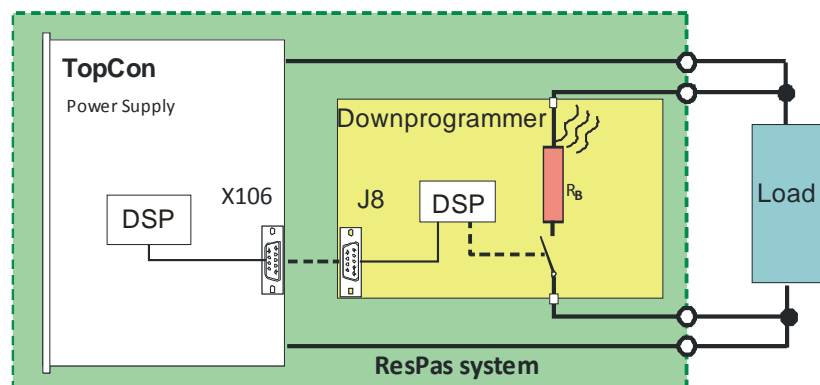 TopCon
Power Supply
Downprogrammer
X106
J8
DSP
DSP
RB
Load
ResPas system